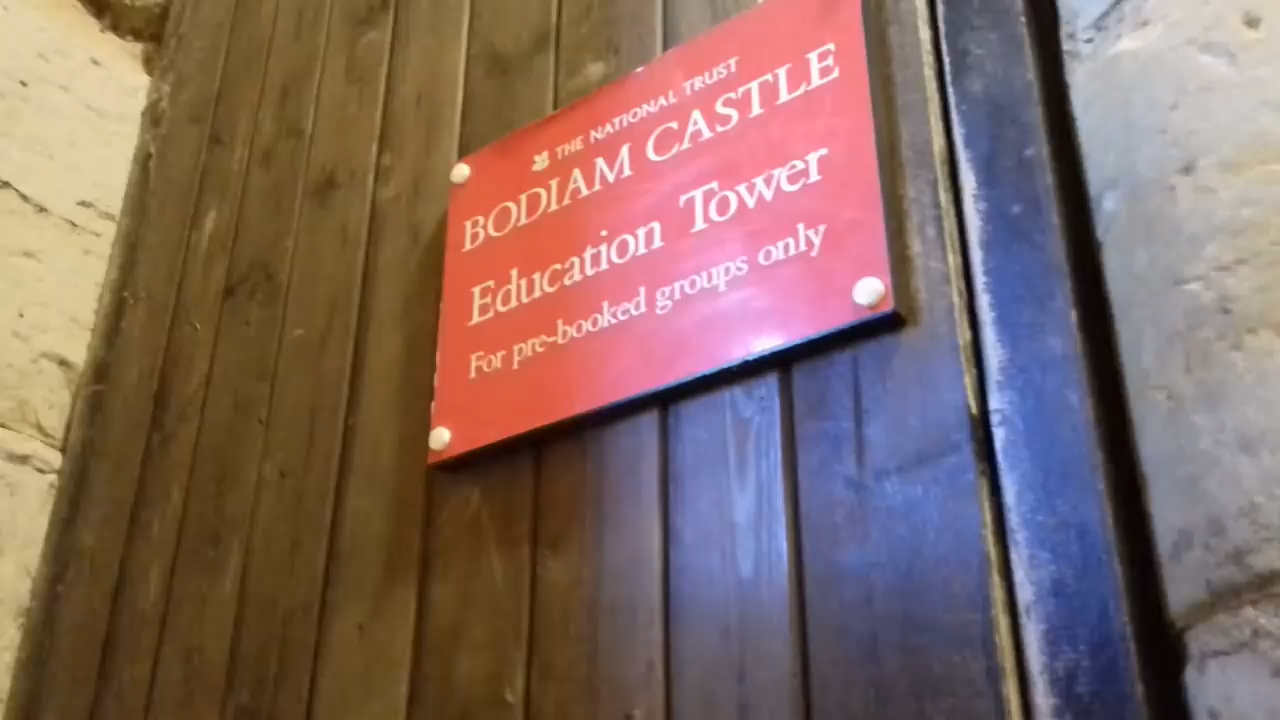 THE NATIONAL TRUST
BODIAM CASTLE
Education Tower
For pre-booked groups only